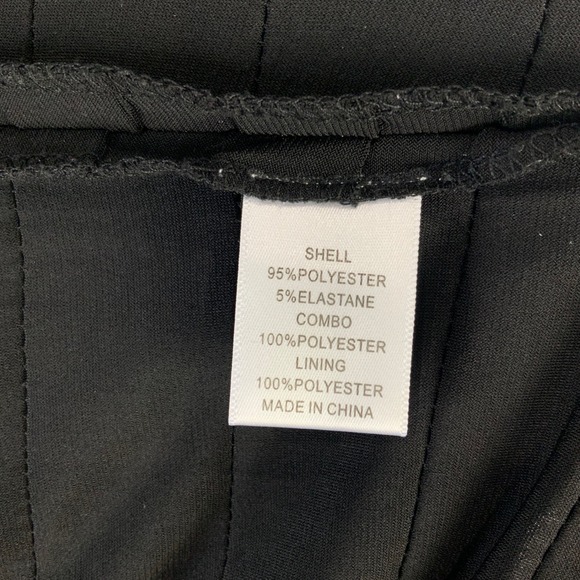 SHELL
95%POLYESTER
5%ELASTANE
COMBO
100%POLYESTER
LINING
100%POLYESTER
MADE IN CHINA